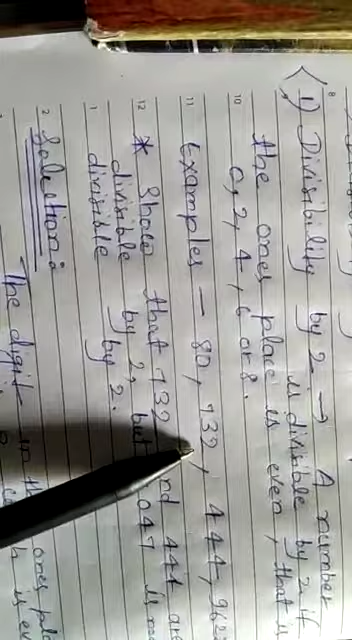 1) Divisibility by 2 → A number
is divisible by 2 if
the ones place is even, that is
0, 2, 4, 6 or 8.
Examples - 80, 732, 444, 962
* Show that 732 and 444 are
divisible by 2, but 047 is
divisible by 2.
Solution:
The digit in the ones